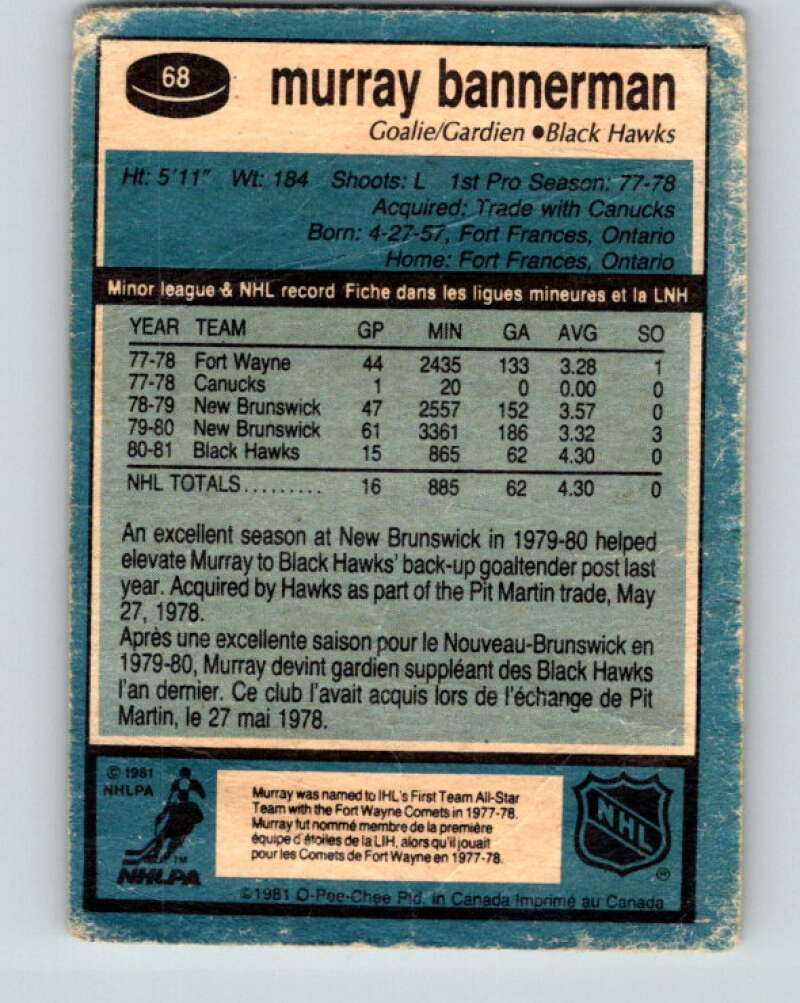 68
murray bannerman
Goalie/Gardien ●Black Hawks
Ht: 5'11" Wt: 184 Shoots: L 1st Pro Season: 77-78
Acquired: Trade with Canucks
Born: 4-27-57, Fort Frances, Ontario
Home: Fort Frances, Ontario
Minor league & NHL record Fiche dans les ligues mineures et la LNH
YEAR TEAM GP MIN GA AVG SO
77-78 Fort Wayne 44 2435 133 3.28 1
77-78 Canucks 1 20 0 0.00 0
78-79 New Brunswick 47 2557 152 3.57 0
79-80 New Brunswick 61 3361 186 3.32 3
80-81 Black Hawks 15 865 62 4.30 0
NHL TOTALS......... 16 885 62 4.30 0
An excellent season at New Brunswick in 1979-80 helped
elevate Murray to Black Hawks' back-up goaltender post last
year. Acquired by Hawks as part of the Pit Martin trade, May
27, 1978.
Après une excellente saison pour le Nouveau-Brunswick en
1979-80, Murray devint gardien suppléant des Black Hawks
l'an dernier. Ce club l'avait acquis lors de l'échange de Pit
Martin, le 27 mai 1978.
© 1981
NHLPA
Murray was named to IHL's First Team All-Star
Team with the Fort Wayne Comets in 1977-78.
Murray fut nommé membre de la première
équipe d'étoiles de la LIH, alors qu'il jouait
pour les Comets de Fort Wayne en 1977-78.
NHL
®
TM
NHLPA
©1981 O-Pee-Chee Ptd. in Canada Imprimé au Canada